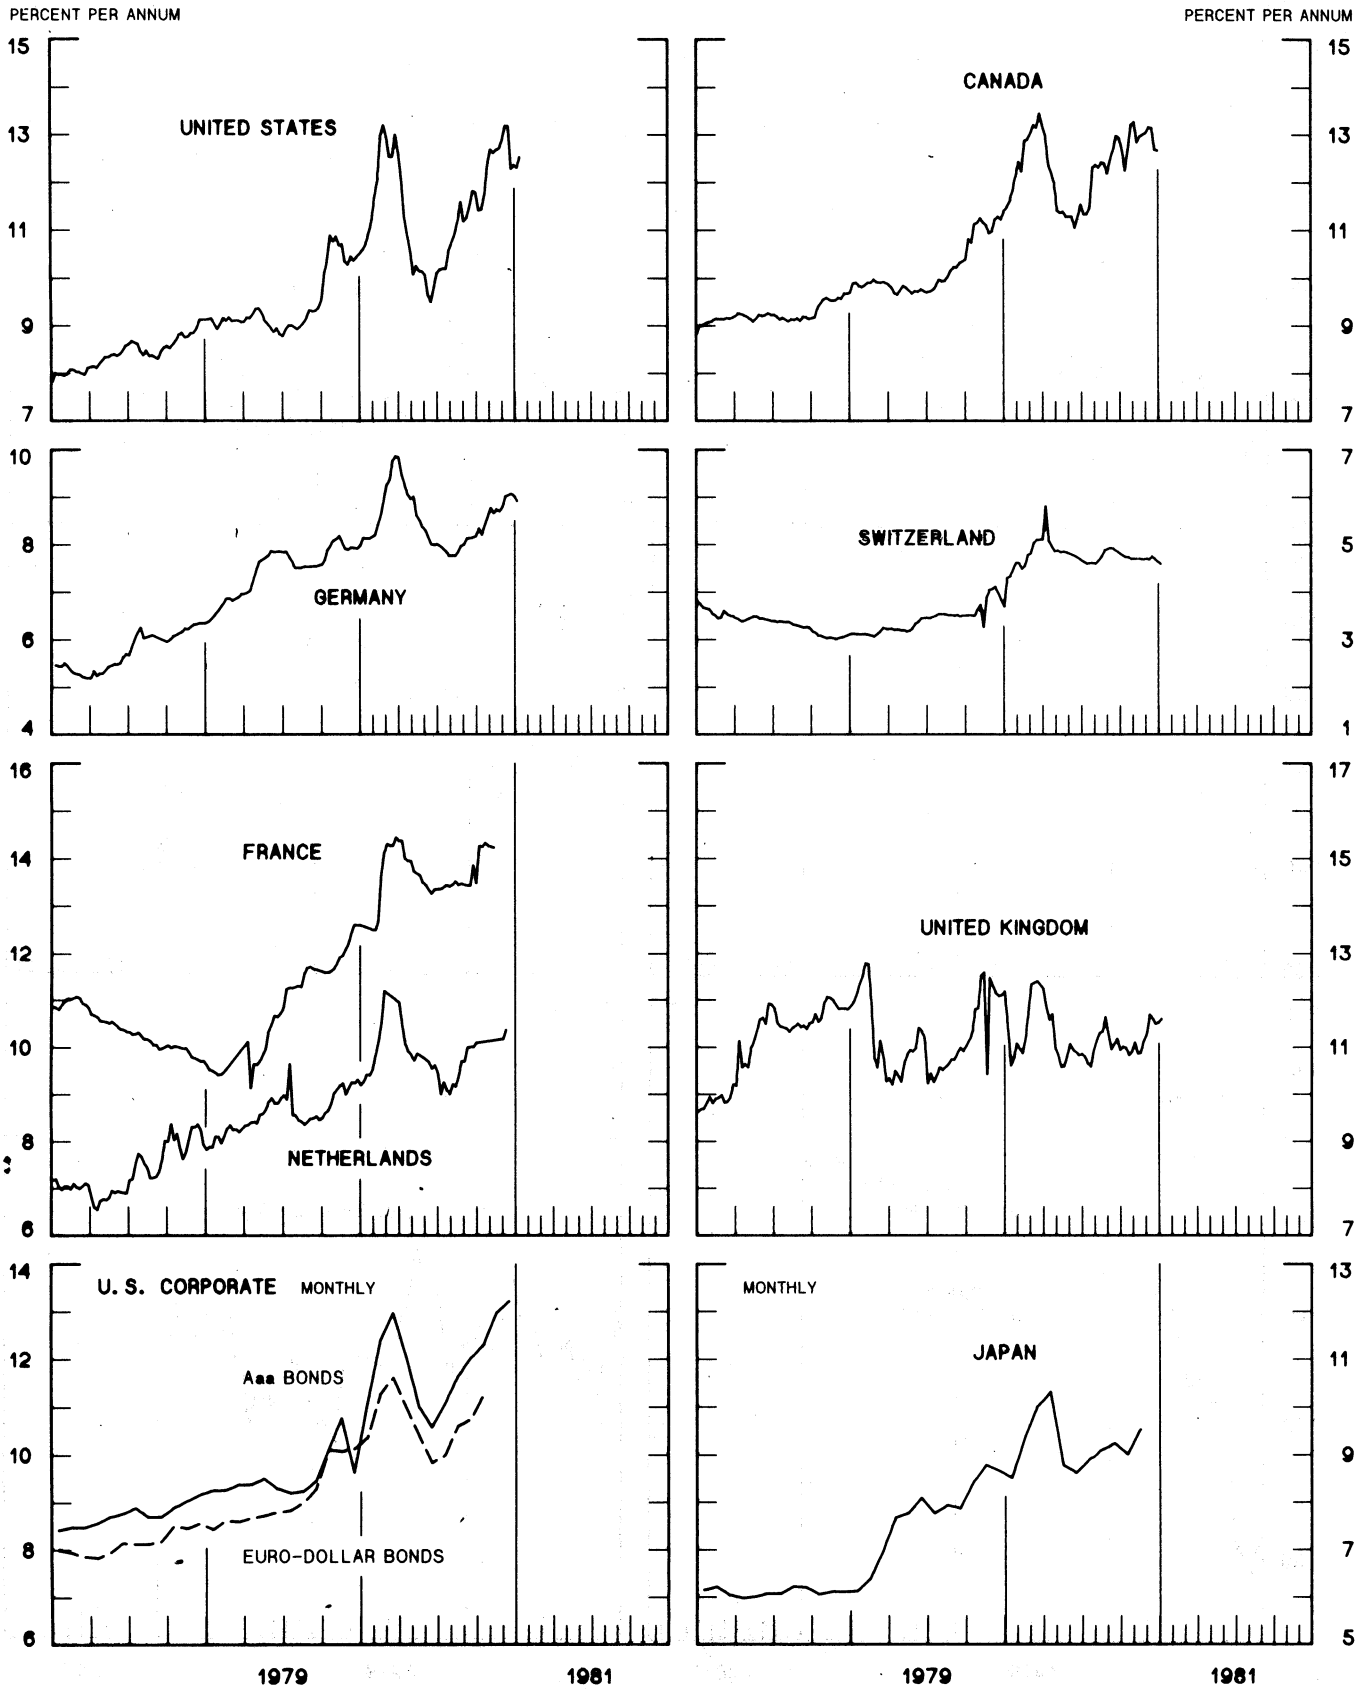 PERCENT PER ANNUM PERCENT PER ANNUM
15 15
CANADA
UNITED STATES
13 13
11 11
9 9
7 7
10 7
SWITZERLAND
8 5
GERMANY
6 3
4 1
16 17
FRANCE
14 15
UNITED KINGDOM
12 13
10 11
8 9
NETHERLANDS
6 7
14 13
U.S. CORPORATE MONTHLY MONTHLY
JAPAN
12 11
Aaa BONDS
10 9
8 7
EURO-DOLLAR BONDS
6 5
1979 1981 1979 1981